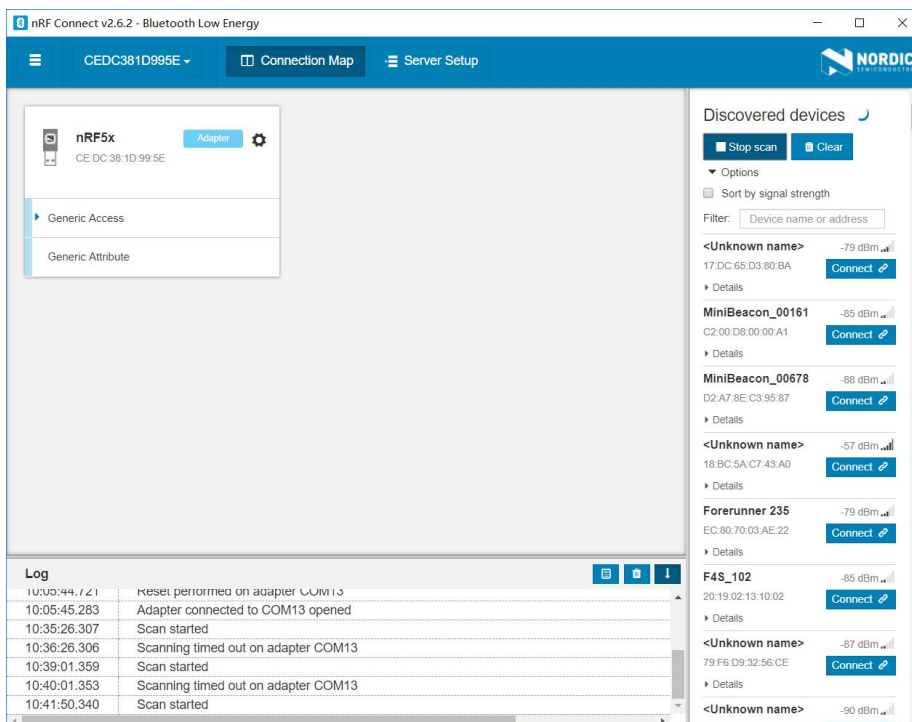 nRF Connect v2.6.2 - Bluetooth Low Energy
CEDC381D995E
Connection Map
Server Setup
NORDIC
SEMICONDUCTOR
nRF5x
Adapter
CE:DC:38:1D:99:5E
Generic Access
Generic Attribute
Discovered devices
Stop scan
Clear
Options
Sort by signal strength
Filter: Device name or address
<Unknown name> -79 dBm
17:DC:65:D3:80:BA Connect
Details
MiniBeacon_00161 -85 dBm
C2:00:D8:00:00:A1 Connect
Details
MiniBeacon_00678 -88 dBm
D2:A7:8E:C3:95:87 Connect
Details
<Unknown name> -57 dBm
18:BC:5A:C7:43:A0 Connect
Details
Forerunner 235 -79 dBm
EC:80:70:03:AE:22 Connect
Details
F4S_102 -85 dBm
20:19:02:13:10:02 Connect
Details
<Unknown name> -87 dBm
79:F6:D9:32:56:CE Connect
Details
<Unknown name> -90 dBm
Log
10:05:44.721 Reset performed on adapter COM13
10:05:45.283 Adapter connected to COM13 opened
10:35:26.307 Scan started
10:36:26.306 Scanning timed out on adapter COM13
10:39:01.359 Scan started
10:40:01.353 Scanning timed out on adapter COM13
10:41:50.340 Scan started